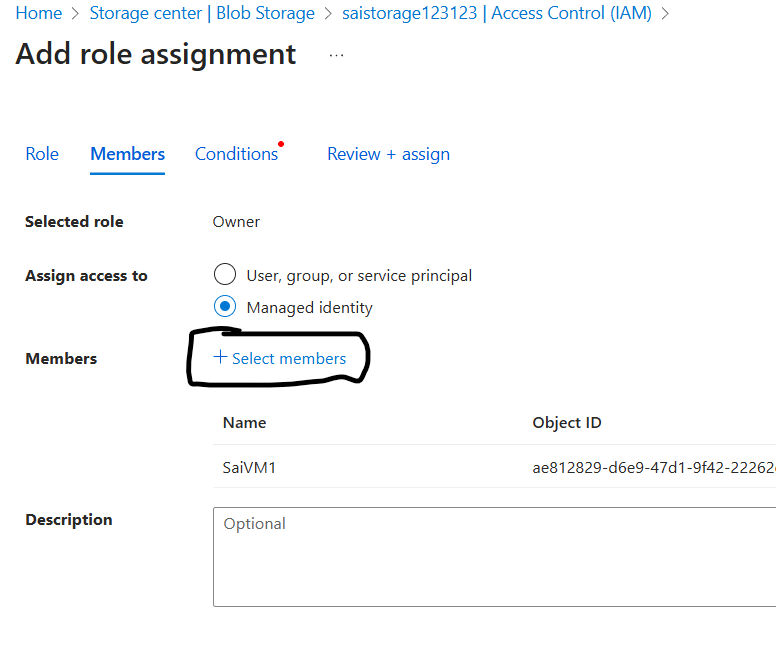 Home > Storage center | Blob Storage > saistorage123123 | Access Control (IAM) >
Add role assignment ...
Role Members Conditions Review + assign
Selected role Owner
Assign access to User, group, or service principal
Managed identity
Members + Select members
Name Object ID
SaiVM1 ae812829-d6e9-47d1-9f42-22262
Description Optional